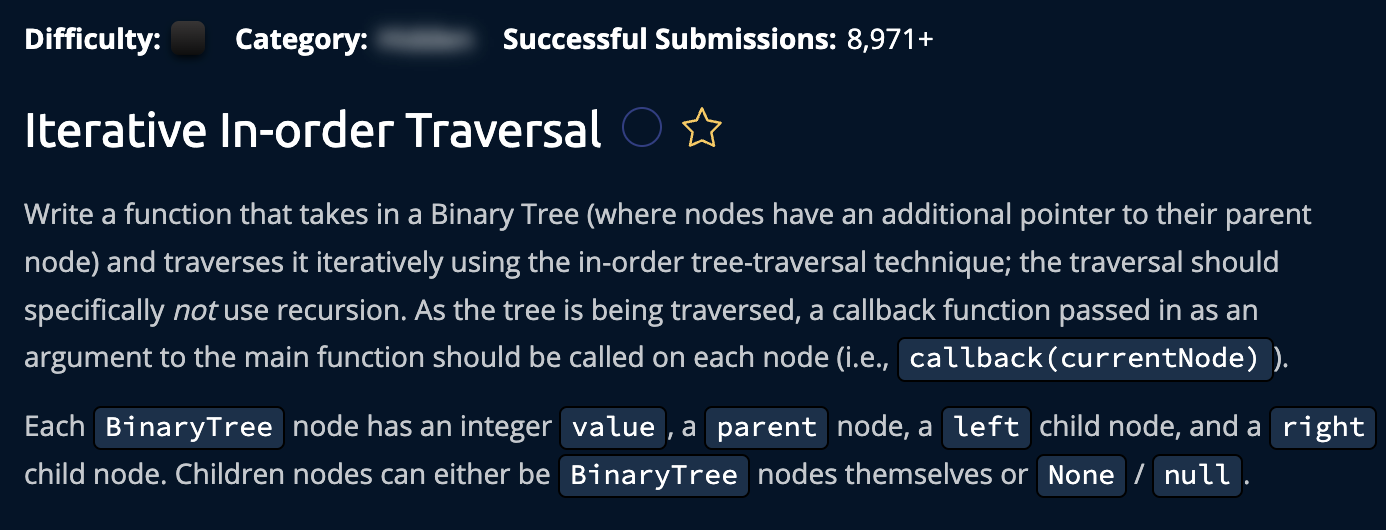 Difficulty: Category: Successful Submissions: 8,971+
Iterative In-order Traversal
Write a function that takes in a Binary Tree (where nodes have an additional pointer to their parent
node) and traverses it iteratively using the in-order tree-traversal technique; the traversal should
specifically not use recursion. As the tree is being traversed, a callback function passed in as an
argument to the main function should be called on each node (i.e., callback(currentNode) ).
Each BinaryTree node has an integer value , a parent node, a left child node, and a right
child node. Children nodes can either be BinaryTree nodes themselves or None / null .